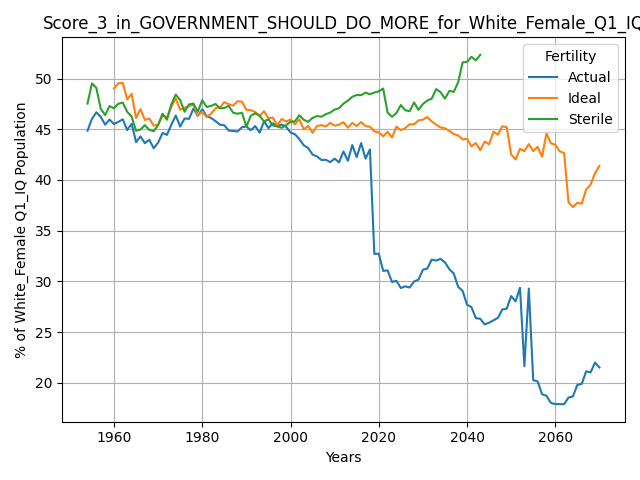 Score_3_in_GOVERNMENT_SHOULD_DO_MORE_for_White_Female_Q1_IQ
Fertility
Actual
Ideal
Sterile
% of White_Female Q1_IQ Population
50
45
40
35
30
25
20
1960 1980 2000 2020 2040 2060
Years